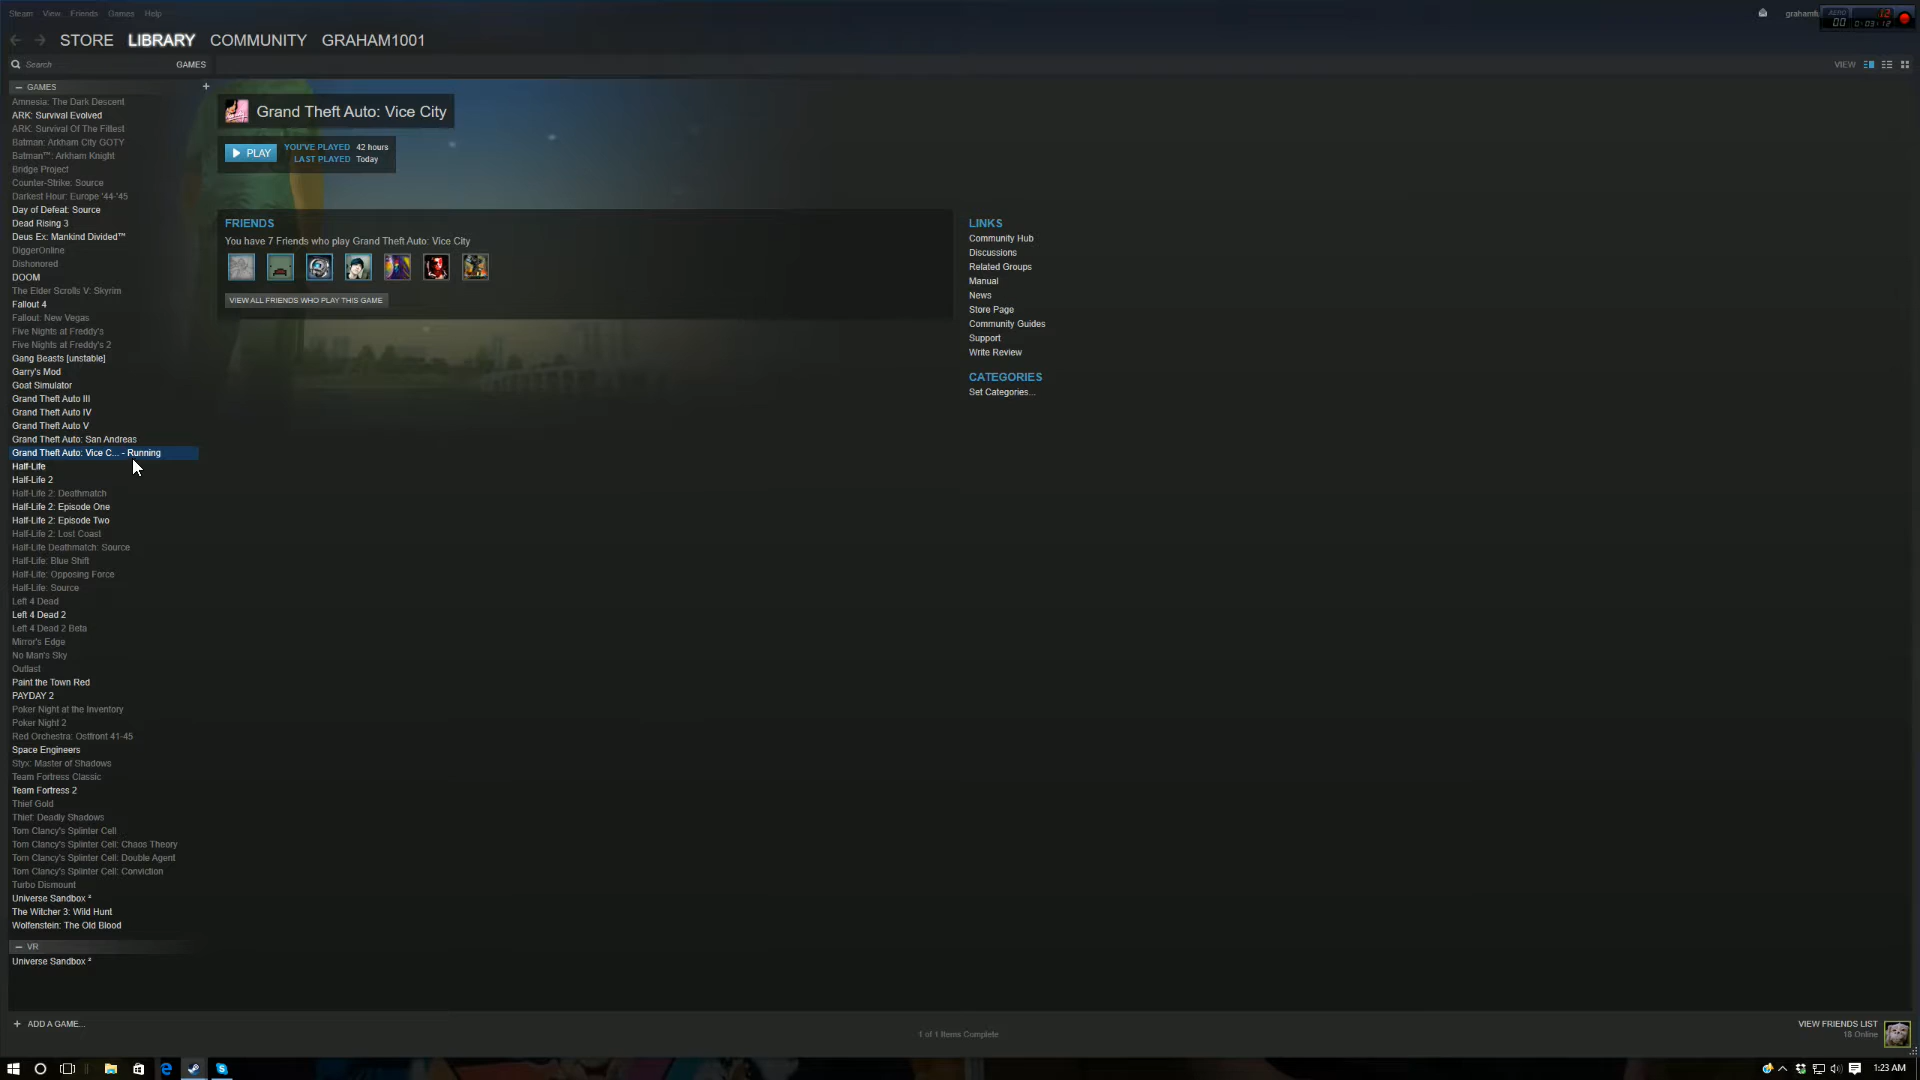 Steam View Friends Games Help
STORE LIBRARY COMMUNITY GRAHAM1001
Search GAMES VIEW
GAMES +
Amnesia: The Dark Descent
ARK: Survival Evolved
ARK: Survival Of The Fittest
Batman: Arkham City GOTY
Batman™: Arkham Knight
Bridge Project
Counter-Strike: Source
Darkest Hour: Europe '44-'45
Day of Defeat: Source
Dead Rising 3
Deus Ex: Mankind Divided™
DiggerOnline
Dishonored
DOOM
The Elder Scrolls V: Skyrim
Fallout 4
Fallout: New Vegas
Five Nights at Freddy's
Five Nights at Freddy's 2
Gang Beasts [unstable]
Garry's Mod
Goat Simulator
Grand Theft Auto III
Grand Theft Auto IV
Grand Theft Auto V
Grand Theft Auto: San Andreas
Grand Theft Auto: Vice C... - Running
Half-Life
Half-Life 2
Half-Life 2: Deathmatch
Half-Life 2: Episode One
Half-Life 2: Episode Two
Half-Life 2: Lost Coast
Half-Life Deathmatch: Source
Half-Life: Blue Shift
Half-Life: Opposing Force
Half-Life: Source
Left 4 Dead
Left 4 Dead 2
Left 4 Dead 2 Beta
Mirror's Edge
No Man's Sky
Outlast
Paint the Town Red
PAYDAY 2
Poker Night at the Inventory
Poker Night 2
Red Orchestra: Ostfront 41-45
Space Engineers
Styx: Master of Shadows
Team Fortress Classic
Team Fortress 2
Thief Gold
Thief: Deadly Shadows
Tom Clancy's Splinter Cell
Tom Clancy's Splinter Cell: Chaos Theory
Tom Clancy's Splinter Cell: Double Agent
Tom Clancy's Splinter Cell: Conviction
Turbo Dismount
Universe Sandbox ²
The Witcher 3: Wild Hunt
Wolfenstein: The Old Blood
VR
Universe Sandbox ²
+ ADD A GAME...
Grand Theft Auto: Vice City
PLAY
YOU'VE PLAYED 42 hours
LAST PLAYED Today
FRIENDS
You have 7 Friends who play Grand Theft Auto: Vice City
VIEW ALL FRIENDS WHO PLAY THIS GAME
LINKS
Community Hub
Discussions
Related Groups
Manual
News
Store Page
Community Guides
Support
Write Review
CATEGORIES
Set Categories...
1 of 1 Items Complete
VIEW FRIENDS LIST
18 Online
1:23 AM